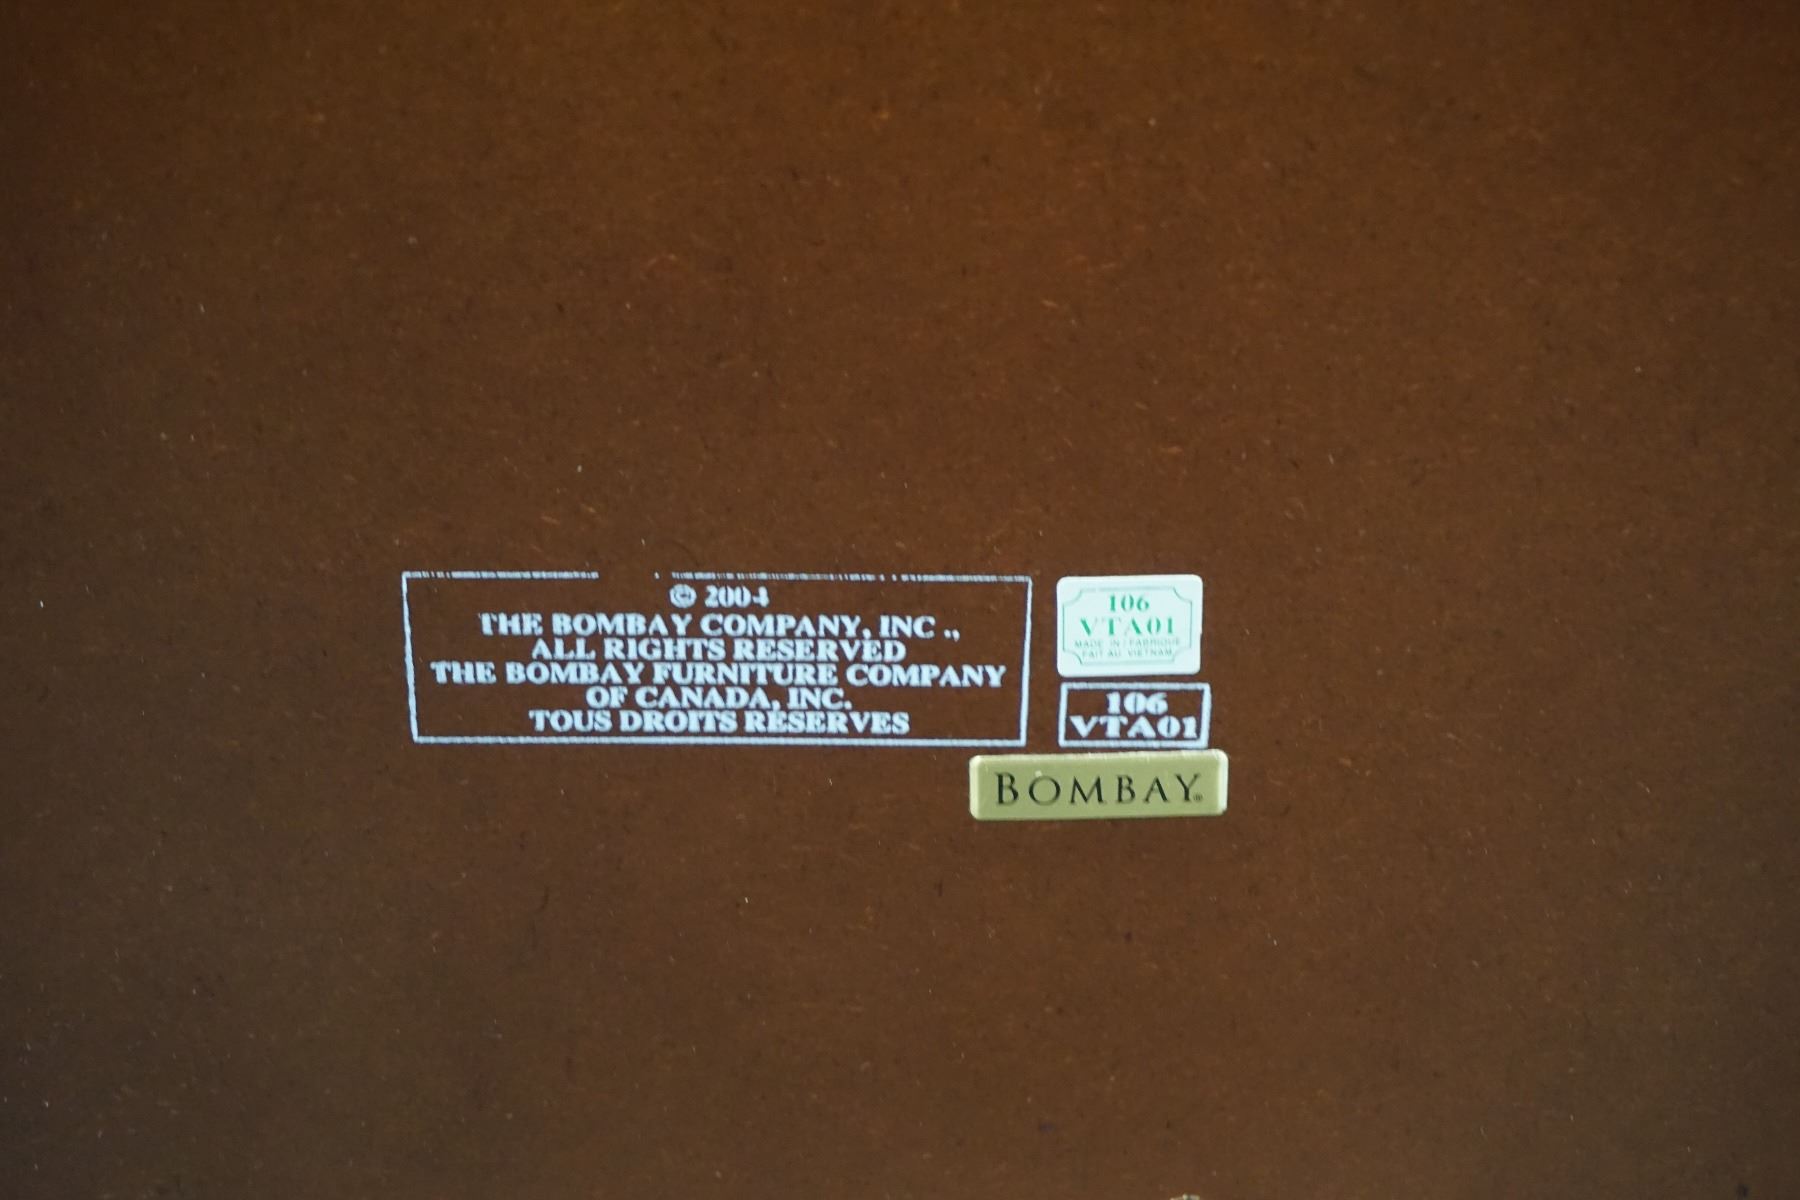 © 2004
THE BOMBAY COMPANY, INC .,
ALL RIGHTS RESERVED
THE BOMBAY FURNITURE COMPANY
OF CANADA, INC.
TOUS DROITS RÉSERVES
106
VTA01
MADE IN / FABRIQUE
FAIT AU VIETNAM
106
VTA01
BOMBAY®